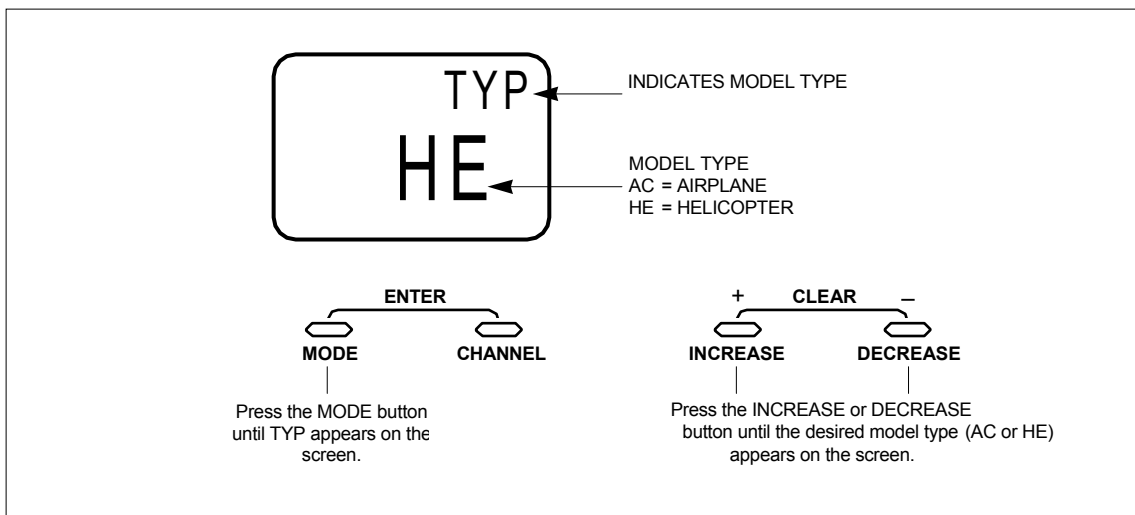 TYP
INDICATES MODEL TYPE
HE
MODEL TYPE
AC = AIRPLANE
HE = HELICOPTER
ENTER
MODE CHANNEL
Press the MODE button
until TYP appears on the
screen.
+ CLEAR –
INCREASE DECREASE
Press the INCREASE or DECREASE
button until the desired model type (AC or HE)
appears on the screen.